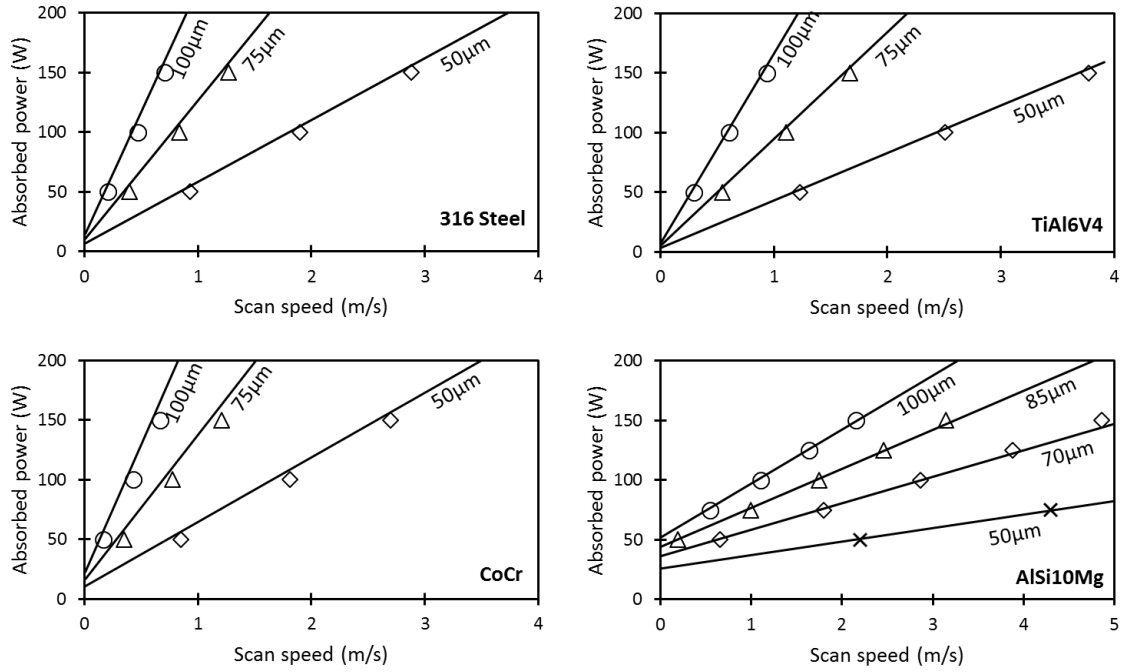 Absorbed power (W)
200
150
100
50
0
100µm
75µm
50µm
316 Steel
0 1 2 3 4
Scan speed (m/s)
Absorbed power (W)
200
150
100
50
0
100µm
75µm
50µm
TiAl6V4
0 1 2 3 4
Scan speed (m/s)
Absorbed power (W)
200
150
100
50
0
100µm
75µm
50µm
CoCr
0 1 2 3 4
Scan speed (m/s)
Absorbed power (W)
200
150
100
50
0
100µm
85µm
70µm
50µm
AlSi10Mg
0 1 2 3 4 5
Scan speed (m/s)